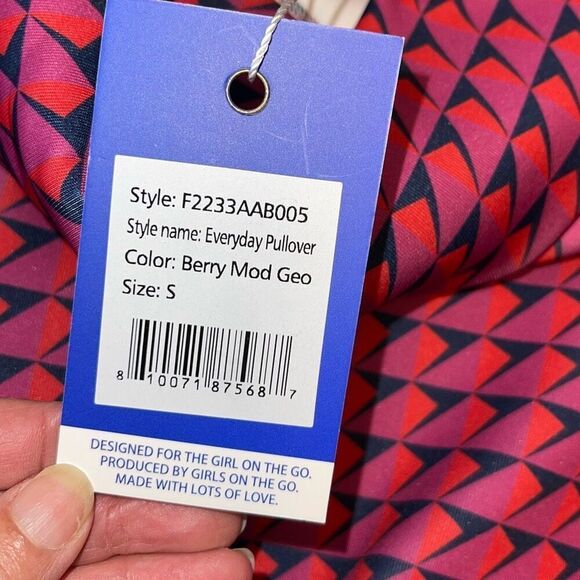 Style: F2233AAB005
Style name: Everyday Pullover
Color: Berry Mod Geo
Size: S
8 10071 87568 7
DESIGNED FOR THE GIRL ON THE GO.
PRODUCED BY GIRLS ON THE GO.
MADE WITH LOTS OF LOVE.